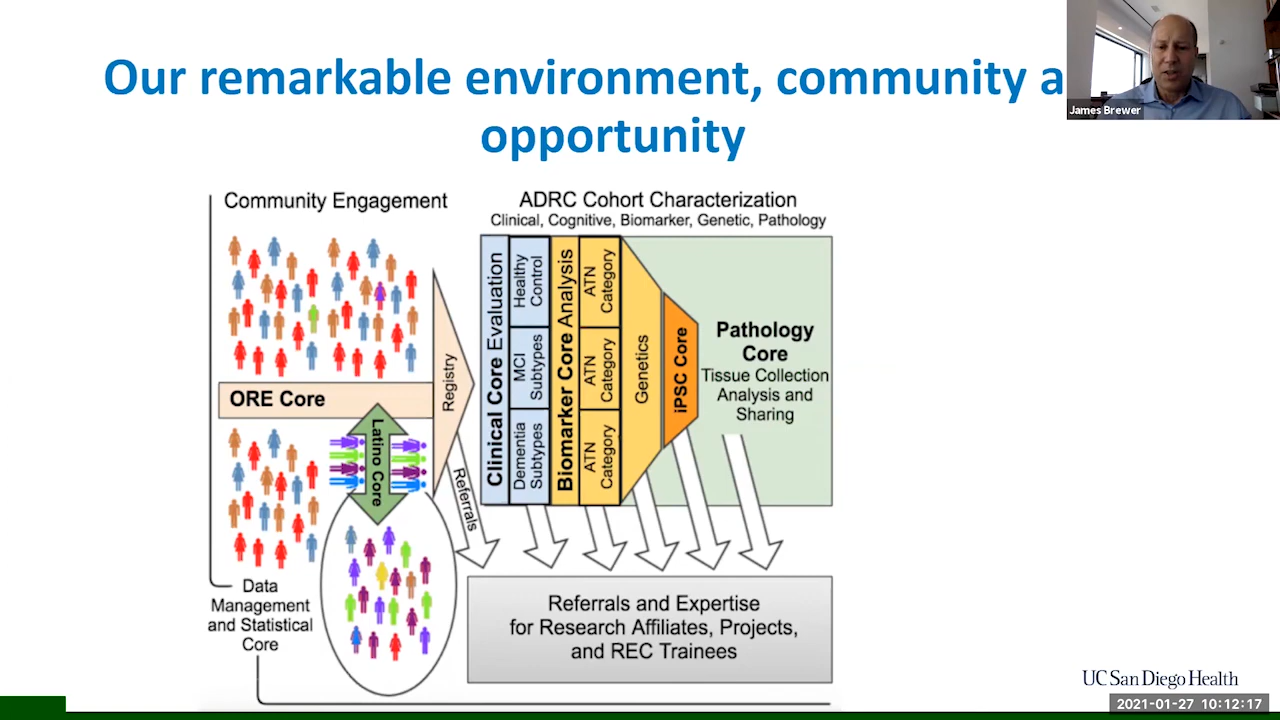 Our remarkable environment, community a
opportunity
James Brewer
Community Engagement
ADRC Cohort Characterization
Clinical, Cognitive, Biomarker, Genetic, Pathology
ORE Core
Latino Core
Registry
Referrals
Clinical Core Evaluation
Healthy
Control
MCI
Subtypes
Dementia
Subtypes
Biomarker Core Analysis
ATN
Category
ATN
Category
ATN
Category
Genetics
iPSC Core
Pathology
Core
Tissue Collection
Analysis and
Sharing
Data
Management
and Statistical
Core
Referrals and Expertise
for Research Affiliates, Projects,
and REC Trainees
UC San Diego Health
2021-01-27 10:12:17